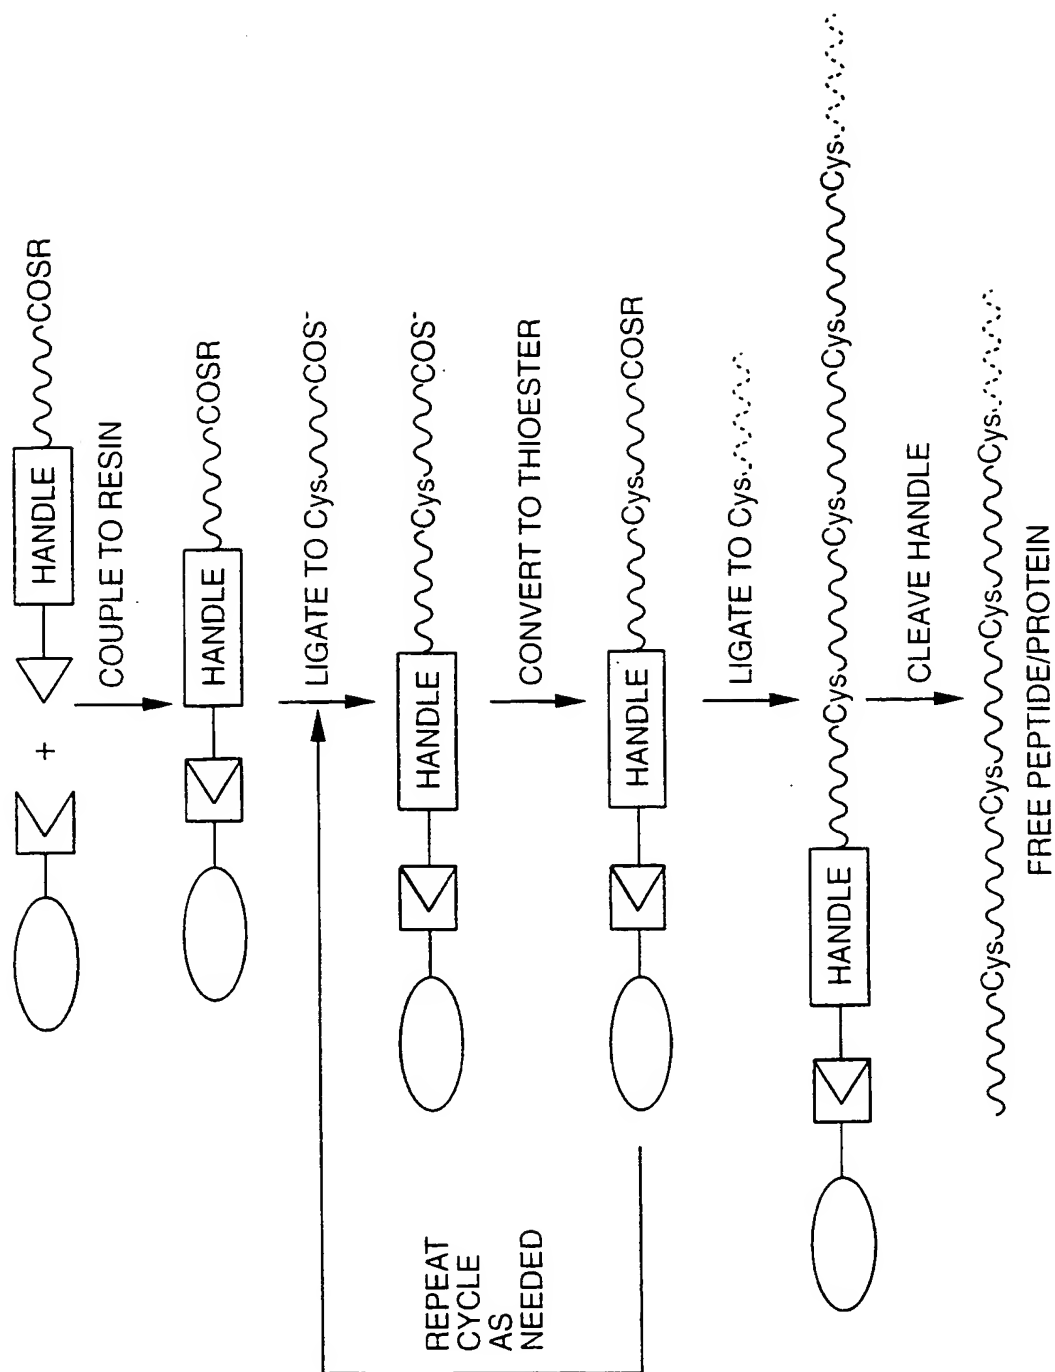 HANDLE COSR
+
COUPLE TO RESIN
HANDLE COSR
LIGATE TO Cys COS-
HANDLE Cys COS-
CONVERT TO THIOESTER
HANDLE Cys COSR
REPEAT
CYCLE
AS
NEEDED
LIGATE TO Cys
HANDLE Cys Cys Cys
CLEAVE HANDLE
Cys Cys Cys Cys
FREE PEPTIDE/PROTEIN